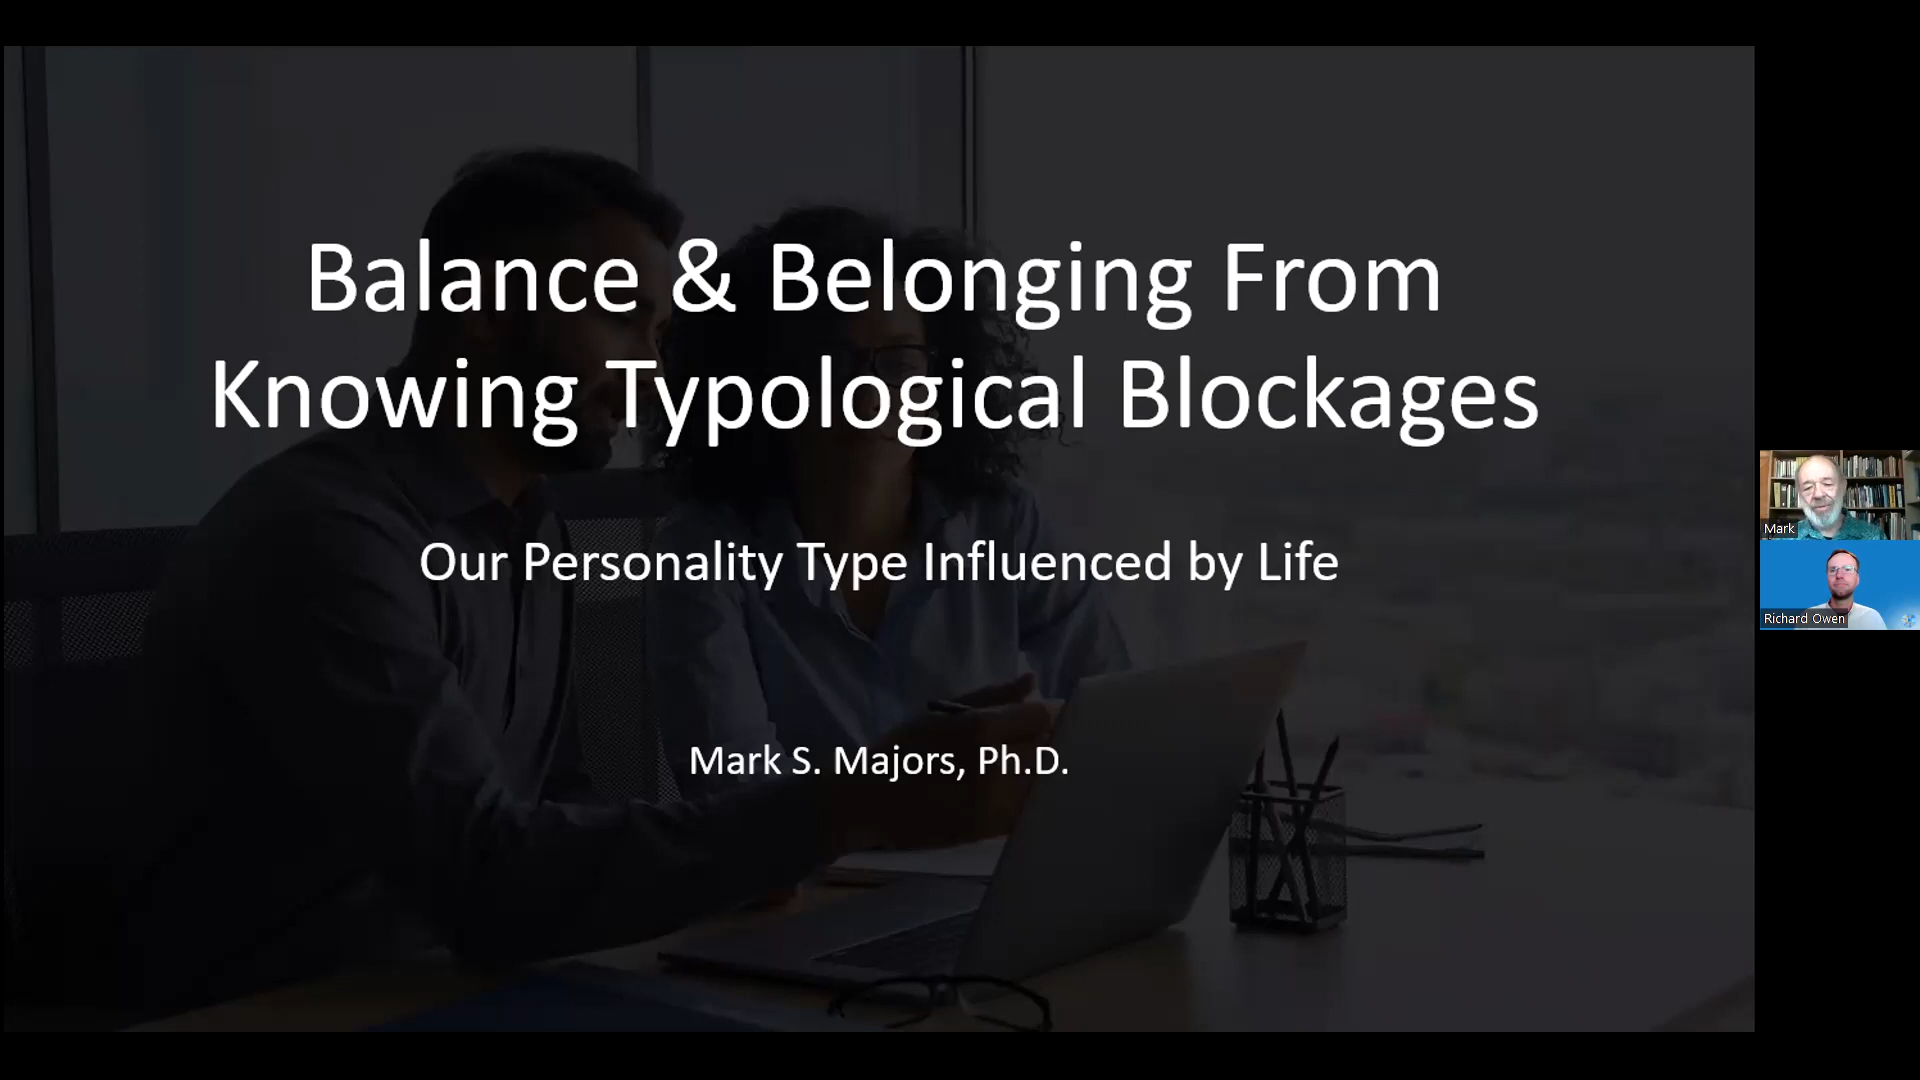 Balance & Belonging From
Knowing Typological Blockages
Our Personality Type Influenced by Life
Mark S. Majors, Ph.D.
Mark
Richard Owen